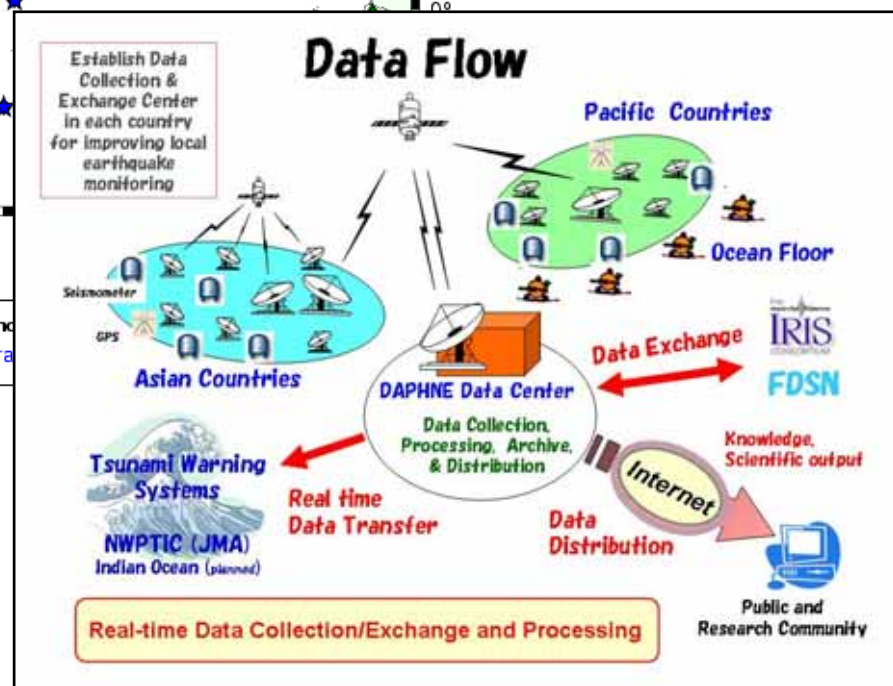 0°
Data Flow
Establish Data
Collection &
Exchange Center
in each country
for improving local
earthquake
monitoring
Pacific Countries
Ocean Floor
Seismometer
GPS
Asian Countries
DAPHNE Data Center
Data Collection,
Processing, Archive,
& Distribution
Data Exchange
IRIS
CONSORTIUM
FDSN
Tsunami Warning
Systems
NWPTIC (JMA)
Indian Ocean (planned)
Real time
Data Transfer
Internet
Data
Distribution
Knowledge,
Scientific output
Public and
Research Community
Real-time Data Collection/Exchange and Processing